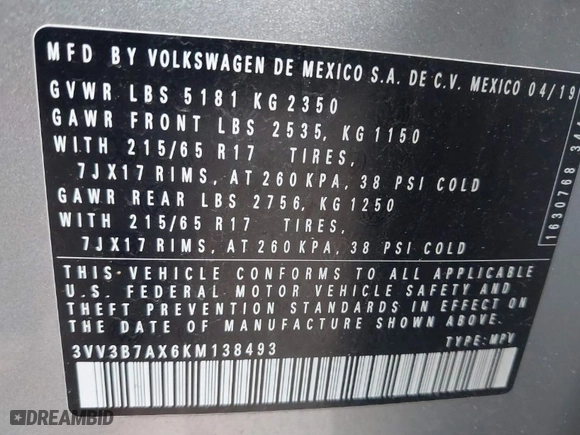 MFD BY VOLKSWAGEN DE MEXICO S.A. DE C.V. MEXICO 04/19
GVWR LBS 5181 KG 2350
GAWR FRONT LBS 2535, KG 1150
WITH 215/65 R17 TIRES,
7JX17 RIMS, AT 260 KPA, 38 PSI COLD
GAWR REAR LBS 2756, KG 1250
WITH 215/65 R17 TIRES,
7JX17 RIMS, AT 260 KPA, 38 PSI COLD
THIS VEHICLE CONFORMS TO ALL APPLICABLE
U.S. FEDERAL MOTOR VEHICLE SAFETY AND
THEFT PREVENTION STANDARDS IN EFFECT ON
THE DATE OF MANUFACTURE SHOWN ABOVE.
3VV3B7AX6KM138493 TYPE: MPV
1630768
DREAMBID